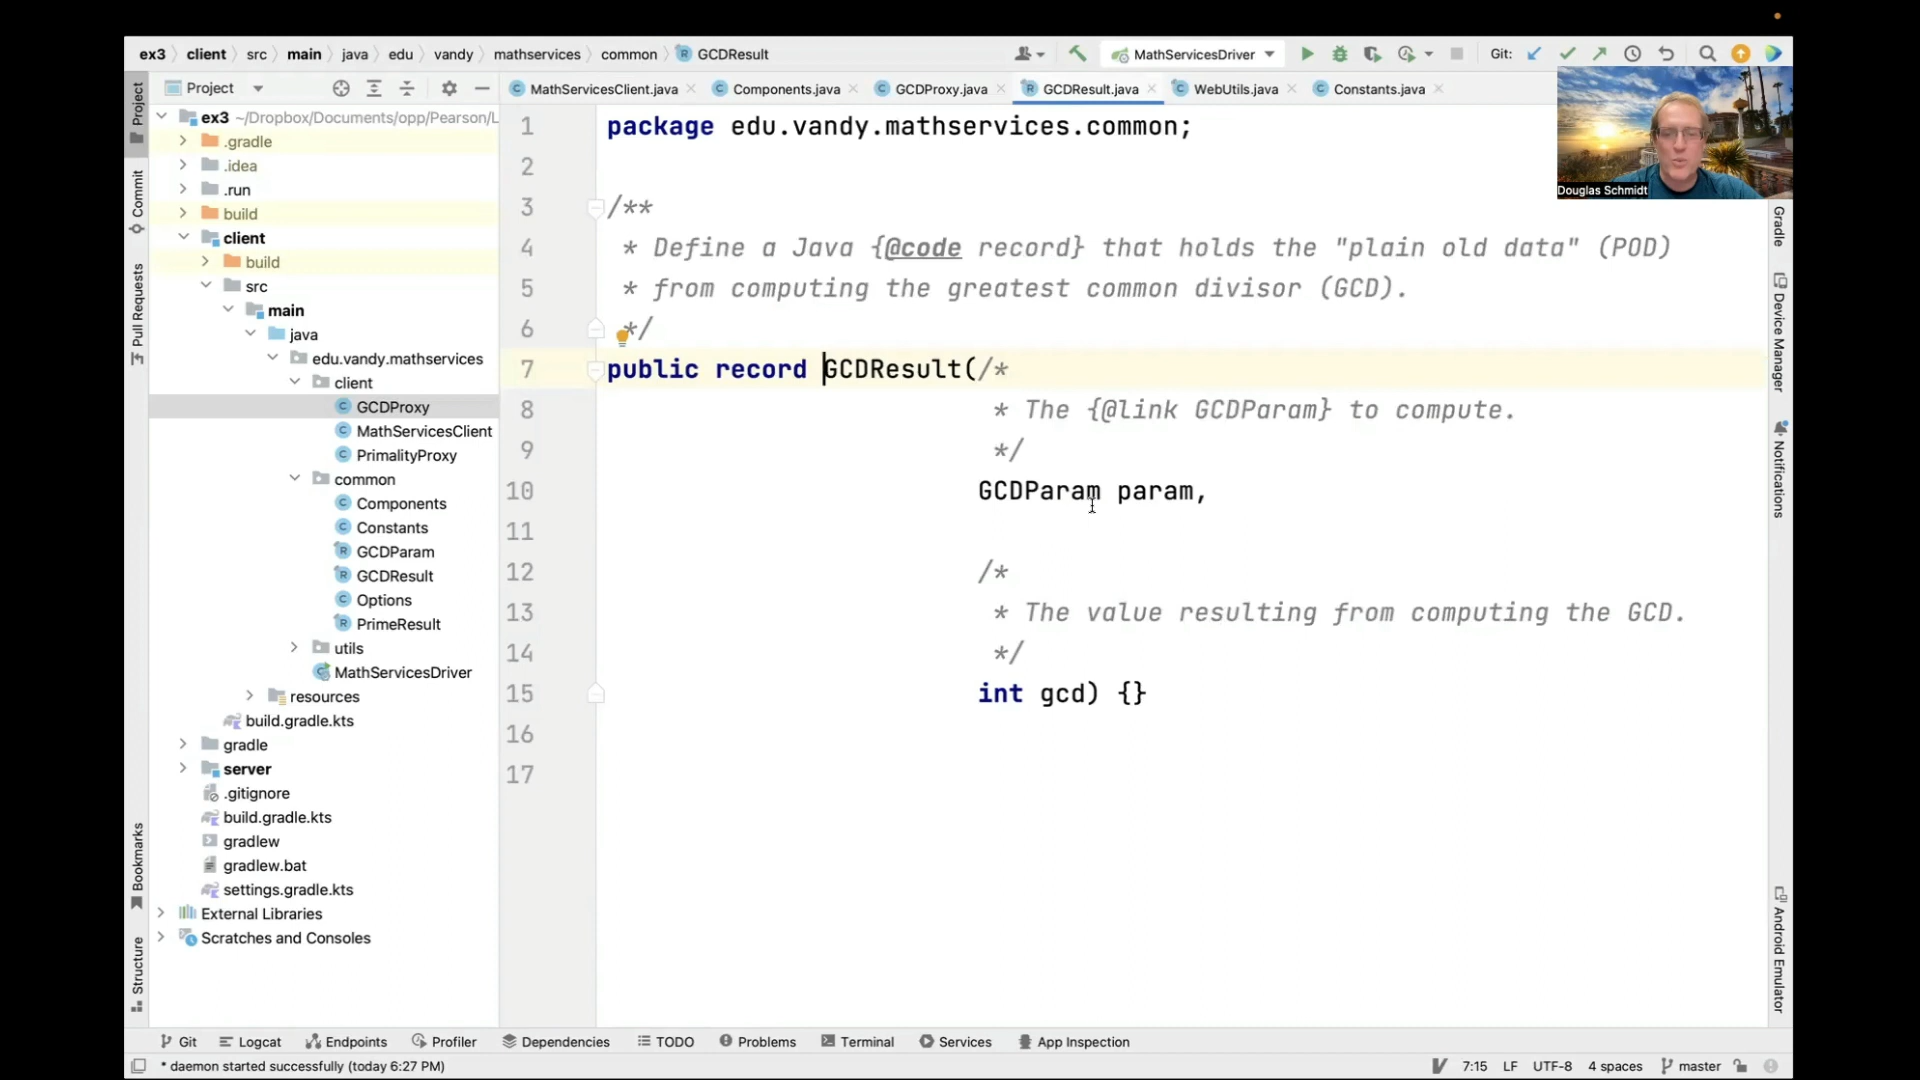 ex3 client src main java edu vandy mathservices common GCDResult MathServicesDriver Git:
Project
MathServicesClient.java Components.java GCDProxy.java GCDResult.java WebUtils.java Constants.java
Douglas Schmidt
Project
Commit
Pull Requests
Bookmarks
Structure
ex3 ~/Dropbox/Documents/opp/Pearson/L
.gradle
.idea
.run
build
client
build
src
main
java
edu.vandy.mathservices
client
GCDProxy
MathServicesClient
PrimalityProxy
common
Components
Constants
GCDParam
GCDResult
Options
PrimeResult
utils
MathServicesDriver
resources
build.gradle.kts
gradle
server
.gitignore
build.gradle.kts
gradlew
gradlew.bat
settings.gradle.kts
External Libraries
Scratches and Consoles
1 package edu.vandy.mathservices.common;
2
3 /**
4 * Define a Java {@code record} that holds the "plain old data" (POD)
5 * from computing the greatest common divisor (GCD).
6 */
7 public record GCDResult(/*
8 * The {@link GCDParam} to compute.
9 */
10 GCDParam param,
11
12 /*
13 * The value resulting from computing the GCD.
14 */
15 int gcd) {}
16
17
Gradle
Device Manager
Notifications
Android Emulator
Git Logcat Endpoints Profiler Dependencies TODO Problems Terminal Services App Inspection
* daemon started successfully (today 6:27 PM) 7:15 LF UTF-8 4 spaces master